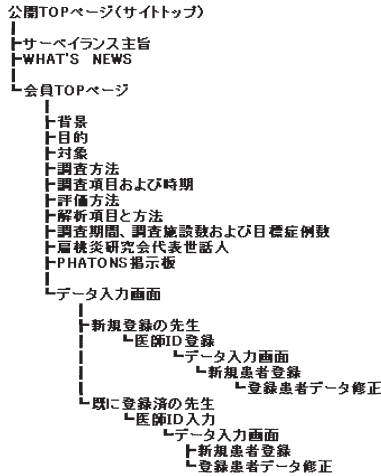 公開TOPページ（サイトトップ）
サーベイランス主旨
WHAT'S NEWS
会員TOPページ
背景
目的
対象
調査方法
調査項目および時期
評価方法
解析項目と方法
調査期間、調査施設数および目標症例数
扁桃炎研究会代表世話人
PHATONS掲示板
データ入力画面
新規登録の先生
医師ID登録
データ入力画面
新規患者登録
登録患者データ修正
既に登録済の先生
医師ID入力
データ入力画面
新規患者登録
登録患者データ修正